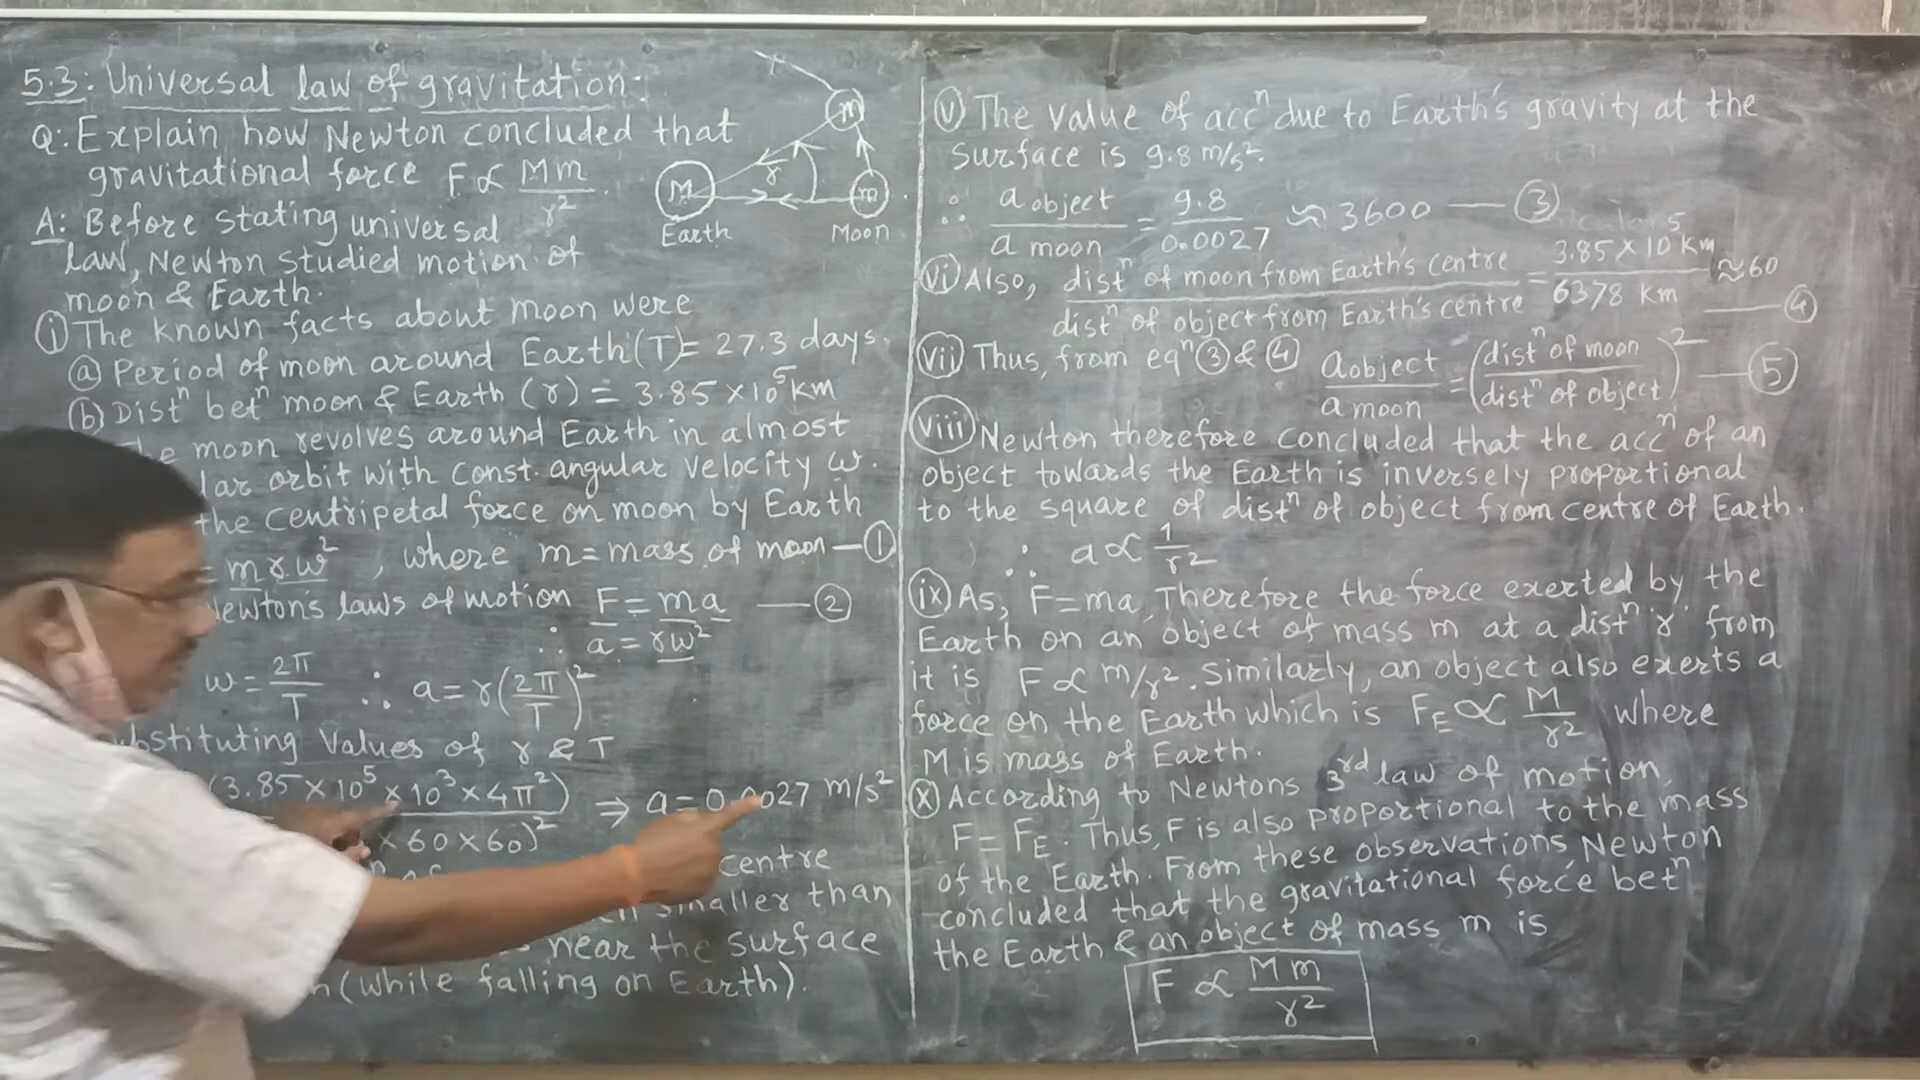 5.3: Universal law of gravitation:
Q: Explain how Newton concluded that
gravitational force F ∝ Mm/r²
A: Before stating universal
law, Newton studied motion of
moon & Earth.
M
m
m
r
Earth
Moon
(i) The known facts about moon were
(a) Period of moon around Earth (T) = 27.3 days.
(b) Distⁿ betⁿ moon & Earth (r) = 3.85 × 10⁵ km
moon revolves around Earth in almost
orbit with const. angular velocity ω.
the centripetal force on moon by Earth
= mrω², where m = mass of moon — (1)
Newton's laws of motion F = ma — (2)
∴ a = rω²
ω = 2π/T ∴ a = r(2π/T)²
Values of r & T
(3.85 × 10⁵ × 10³ × 4π²) / × 60 × 60)² ⇒ a = 0.0027 m/s²
centre
smaller than
near the surface
(while falling on Earth).
(v) The value of accⁿ due to Earth's gravity at the
surface is 9.8 m/s².
∴ a object / a moon = 9.8 / 0.0027 ≈ 3600 — (3)
(vi) Also, distⁿ of moon from Earth's centre / distⁿ of object from Earth's centre = 3.85 × 10⁵ km / 6378 km ≈ 60 — (4)
(vii) Thus, from eqⁿ (3) & (4) a object / a moon = (distⁿ of moon / distⁿ of object)² — (5)
(viii) Newton therefore concluded that the accⁿ of an
object towards the Earth is inversely proportional
to the square of distⁿ of object from centre of Earth.
∴ a ∝ 1/r²
(ix) As, F = ma, Therefore the force exerted by the
Earth on an object of mass m at a distⁿ 'r' from
it is F ∝ m/r². Similarly, an object also exerts a
force on the Earth which is F_E ∝ M/r² where
M is mass of Earth.
(x) According to Newtons 3rd law of motion,
F = F_E. Thus, F is also proportional to the mass
of the Earth. From these observations, Newton
concluded that the gravitational force betⁿ
the Earth & an object of mass m is
F ∝ Mm/r²